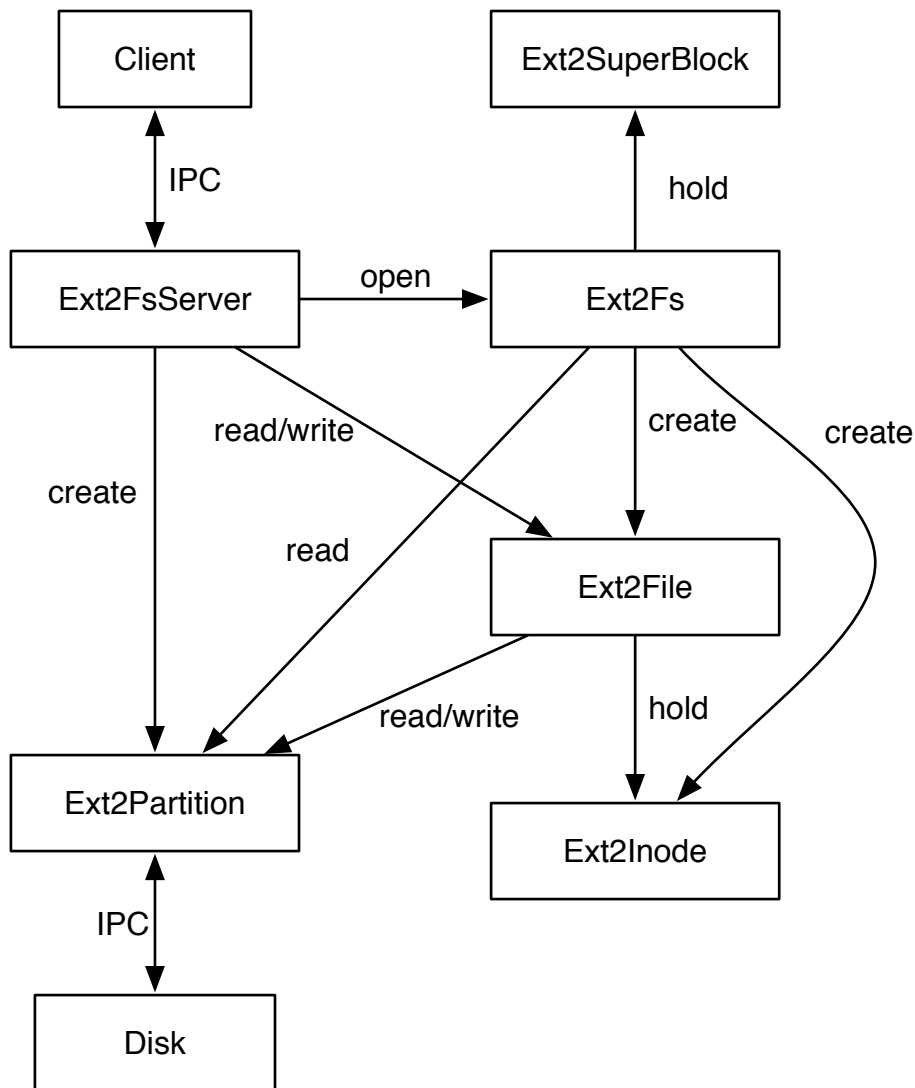 Client
Ext2SuperBlock
IPC
hold
Ext2FsServer
open
Ext2Fs
read/write
create
create
create
read
Ext2File
read/write
hold
Ext2Partition
Ext2Inode
IPC
Disk